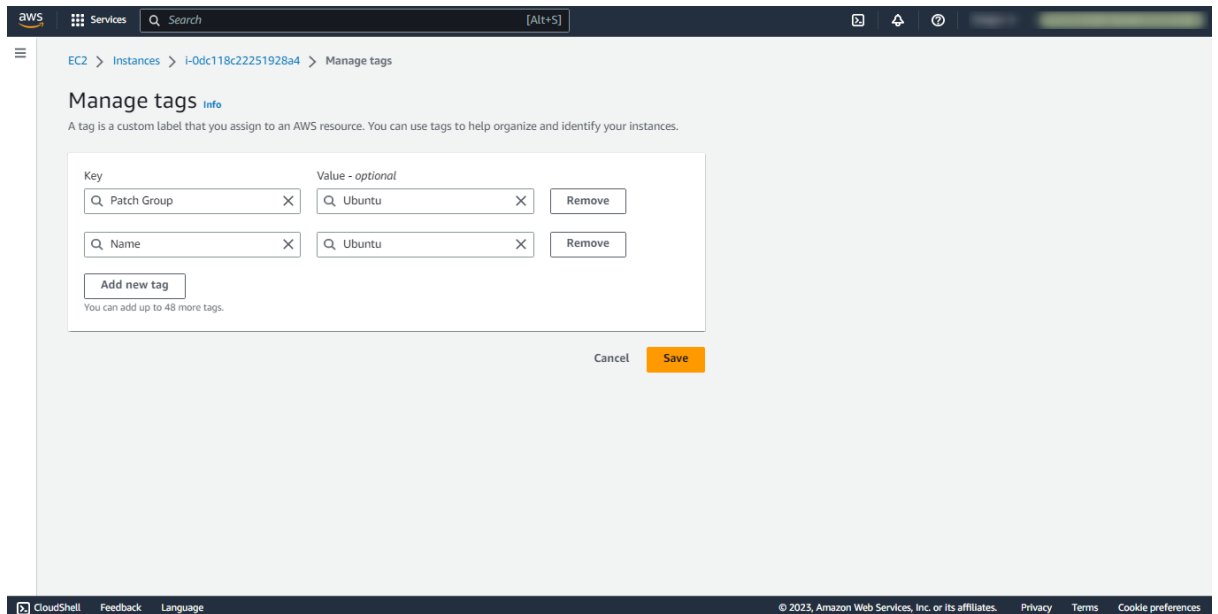 aws Services Search [Alt+S]
EC2 > Instances > i-0dc118c22251928a4 > Manage tags
Manage tags Info
A tag is a custom label that you assign to an AWS resource. You can use tags to help organize and identify your instances.
Key Value - optional
Patch Group Ubuntu Remove
Name Ubuntu Remove
Add new tag
You can add up to 48 more tags.
Cancel Save
CloudShell Feedback Language © 2023, Amazon Web Services, Inc. or its affiliates. Privacy Terms Cookie preferences